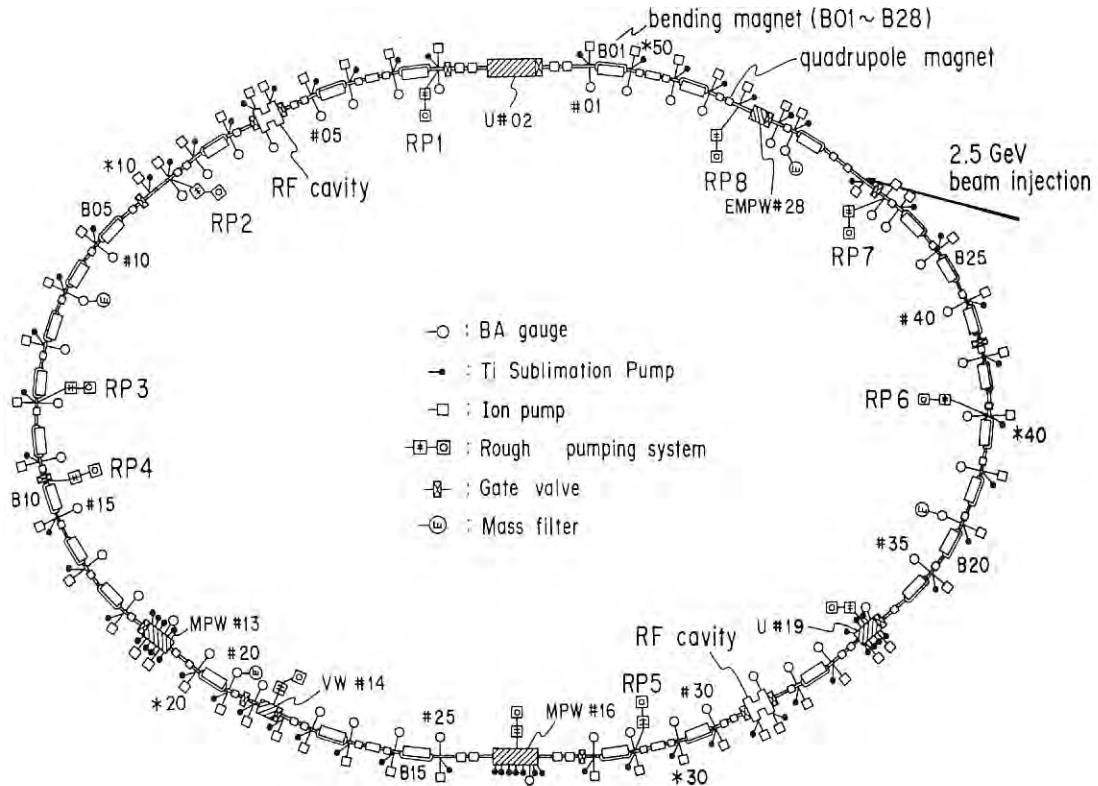 bending magnet (B01~B28)
B01
*50
quadrupole magnet
#01
U#02
#05
RP1
RF cavity
RP8
EMPW#28
2.5 GeV
beam injection
*10
RP2
B05
#10
RP7
B25
#40
RP3
RP6
*40
RP4
B10
#15
: BA gauge
: Ti Sublimation Pump
: Ion pump
: Rough pumping system
: Gate valve
E : Mass filter
E
#35
B20
MPW #13
U #19
RF cavity
#20
E
*20
VW #14
RP5
#30
#25
MPW #16
B15
*30